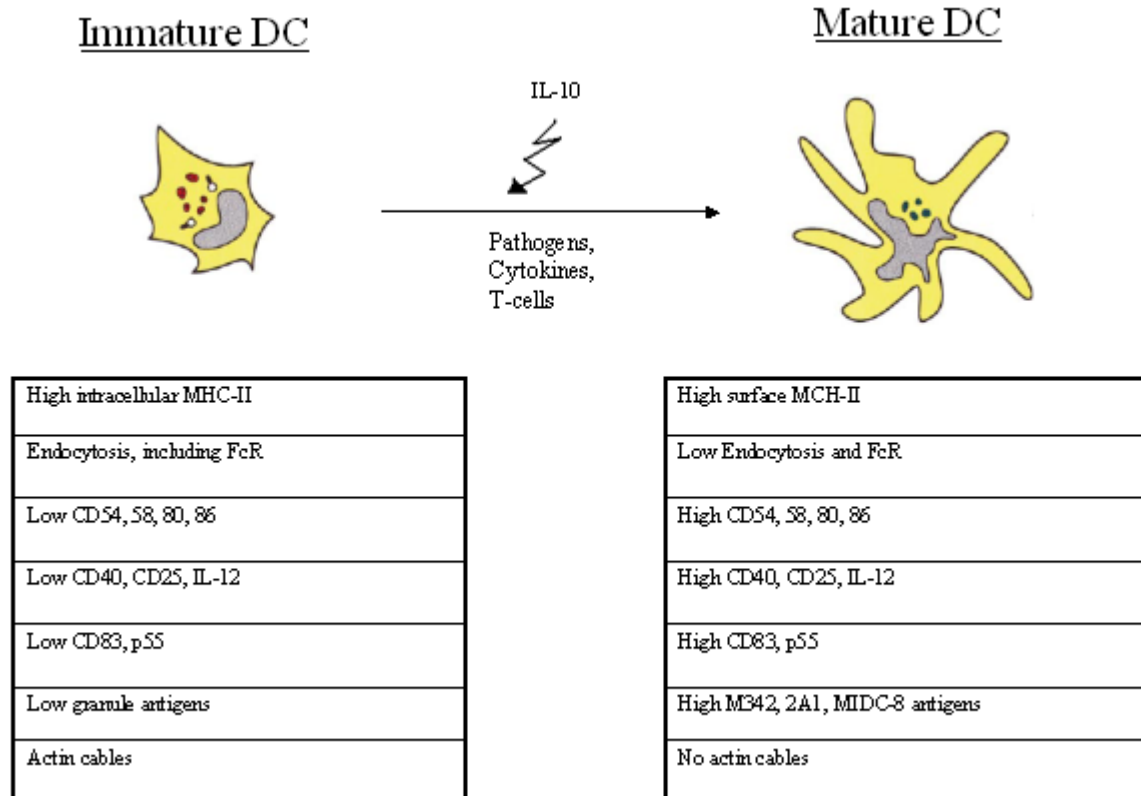 Immature DC
Mature DC
IL-10
Pathogens,
Cytokines,
T-cells
High intracellular MHC-II
Endocytosis, including FcR
Low CD54, 58, 80, 86
Low CD40, CD25, IL-12
Low CD83, p55
Low granule antigens
Actin cables
High surface MCH-II
Low Endocytosis and FcR
High CD54, 58, 80, 86
High CD40, CD25, IL-12
High CD83, p55
High M342, 2A1, MIDC-8 antigens
No actin cables